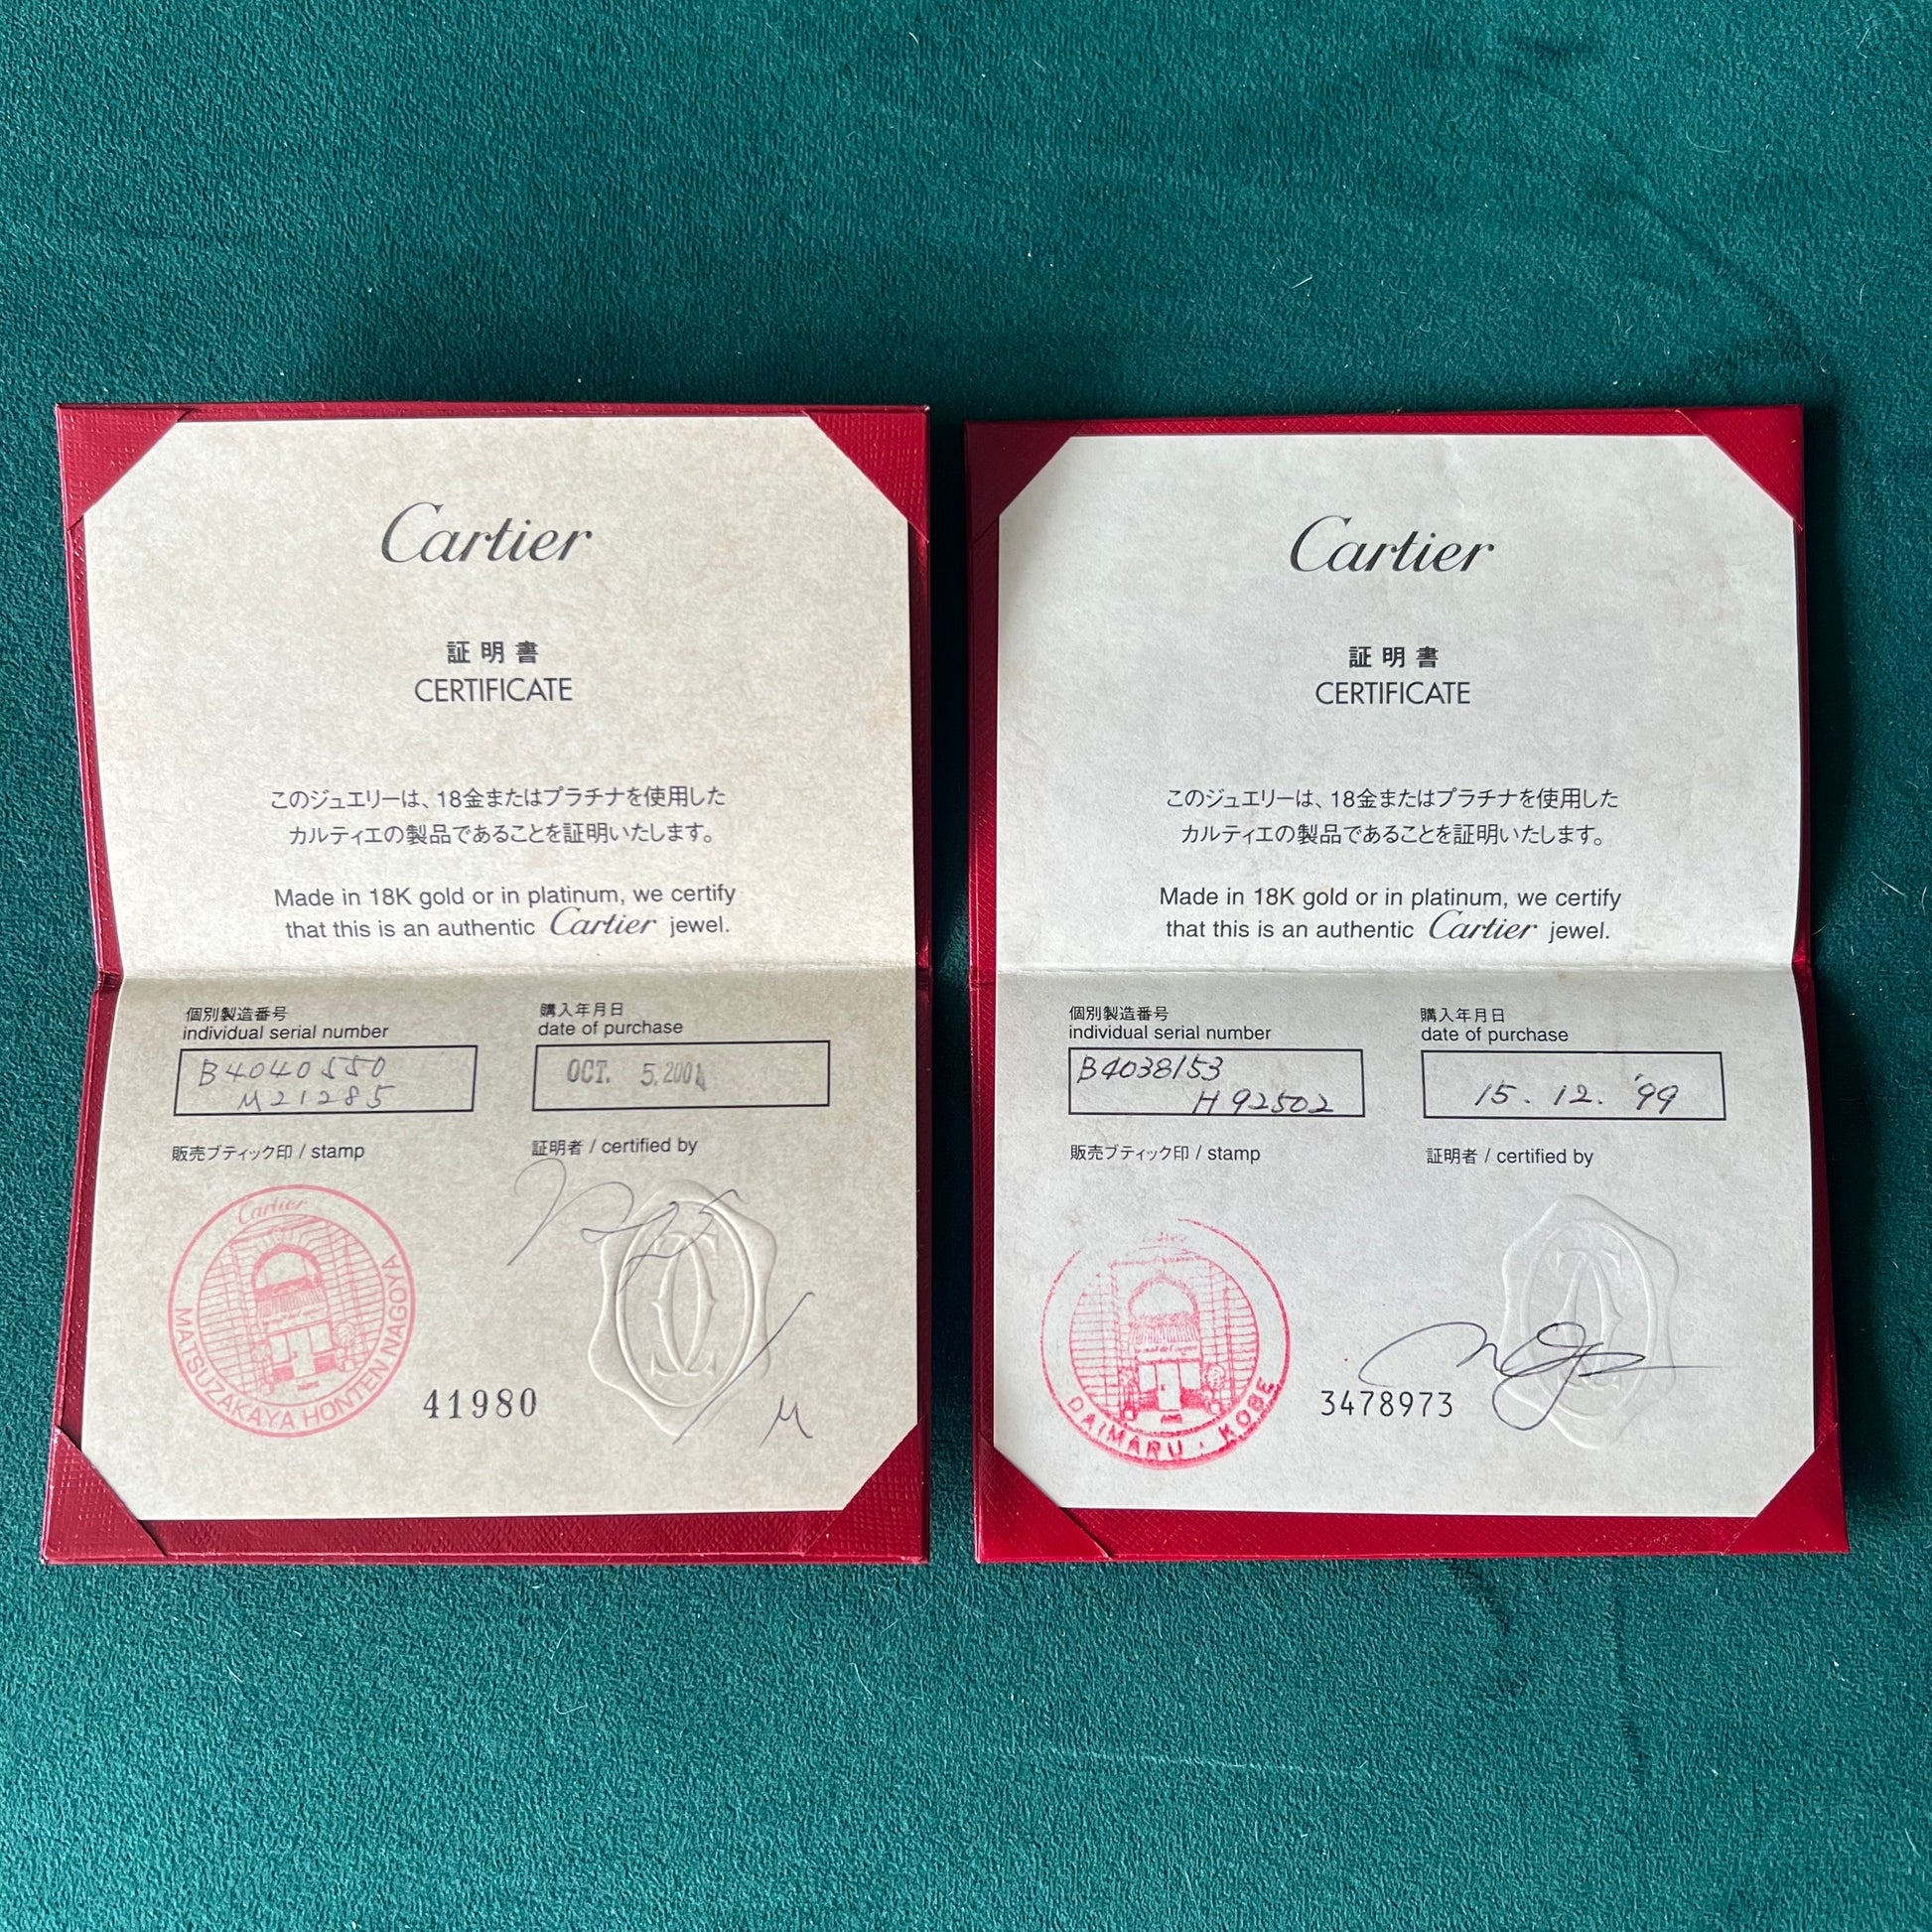 Cartier
証明書
CERTIFICATE
このジュエリーは、18金またはプラチナを使用した
カルティエの製品であることを証明いたします。
Made in 18K gold or in platinum, we certify
that this is an authentic Cartier jewel.
個別製造番号
individual serial number
B4040550
M21285
購入年月日
date of purchase
OCT. 5,2001
販売ブティック印 / stamp
証明者 / certified by
Cartier
MATSUZAKAYA HONTEN NAGOYA
41980
Cartier
証明書
CERTIFICATE
このジュエリーは、18金またはプラチナを使用した
カルティエの製品であることを証明いたします。
Made in 18K gold or in platinum, we certify
that this is an authentic Cartier jewel.
個別製造番号
individual serial number
B4038153
H92502
購入年月日
date of purchase
15. 12. '99
販売ブティック印 / stamp
証明者 / certified by
DAIMARU · KOBE
3478973